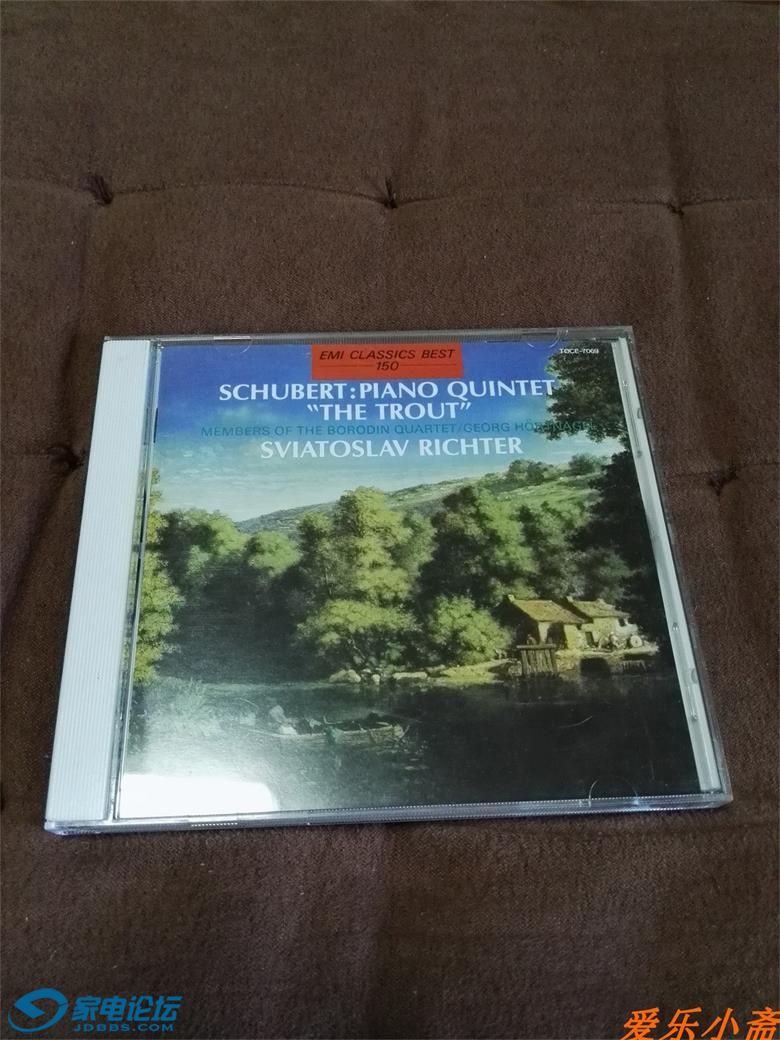 EMI CLASSICS BEST
150
TOCE-7069
SCHUBERT:PIANO QUINTET
"THE TROUT"
MEMBERS OF THE BORODIN QUARTET/GEORG HÖRTNAGEL
SVIATOSLAV RICHTER
家电论坛
JDBBS.COM
爱乐小斋